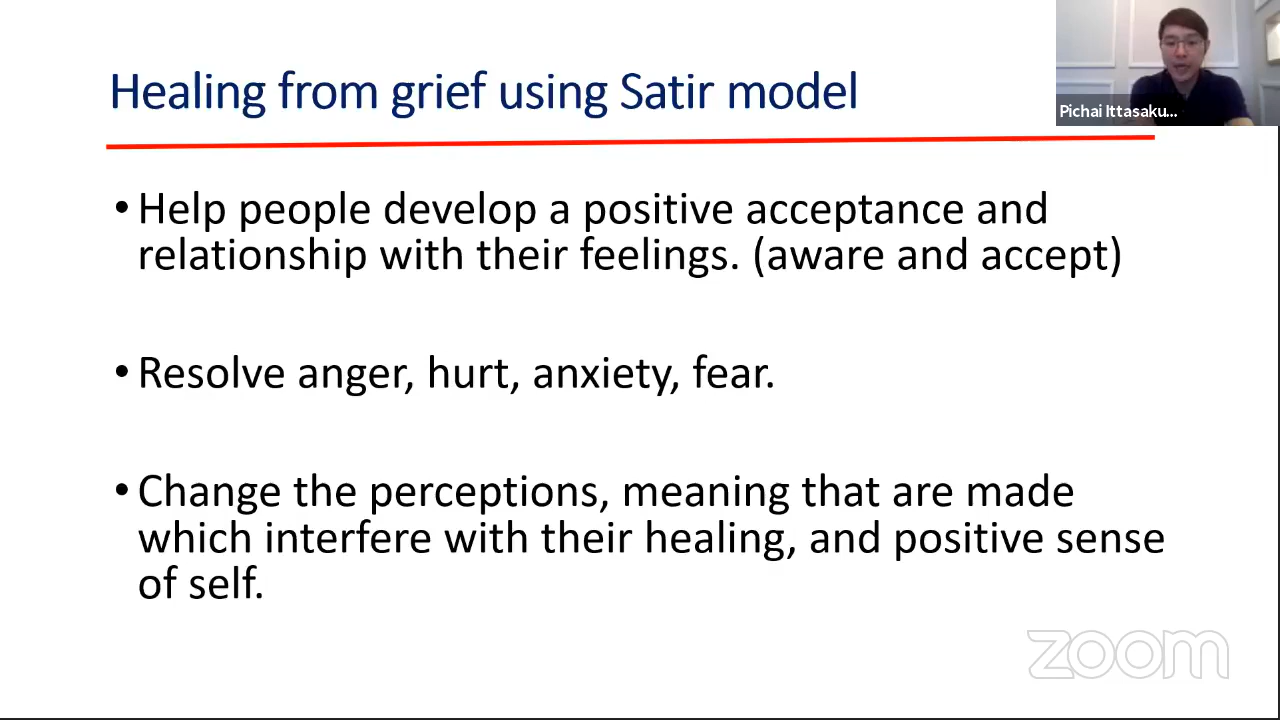 Healing from grief using Satir model
Pichai Ittasaku...
• Help people develop a positive acceptance and
relationship with their feelings. (aware and accept)
• Resolve anger, hurt, anxiety, fear.
• Change the perceptions, meaning that are made
which interfere with their healing, and positive sense
of self.
zoom